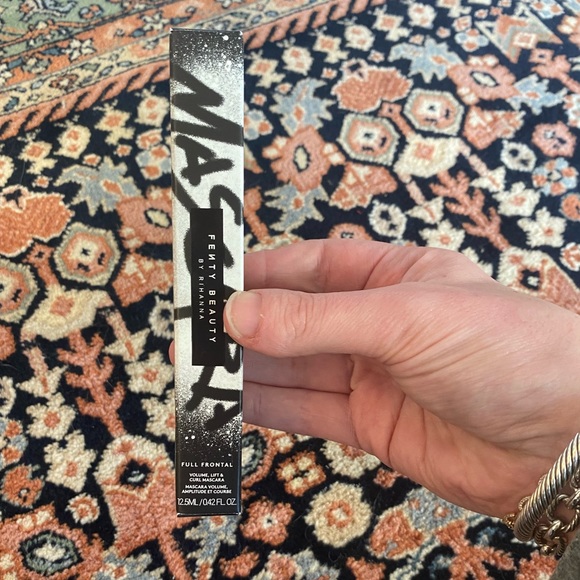 MASCARA
FENTY BEAUTY
BY RIHANNA
FULL FRONTAL
VOLUME, LIFT &
CURL MASCARA
MASCARA VOLUME,
AMPLITUDE ET COURBE
12.5ML/0.42 FL. OZ.